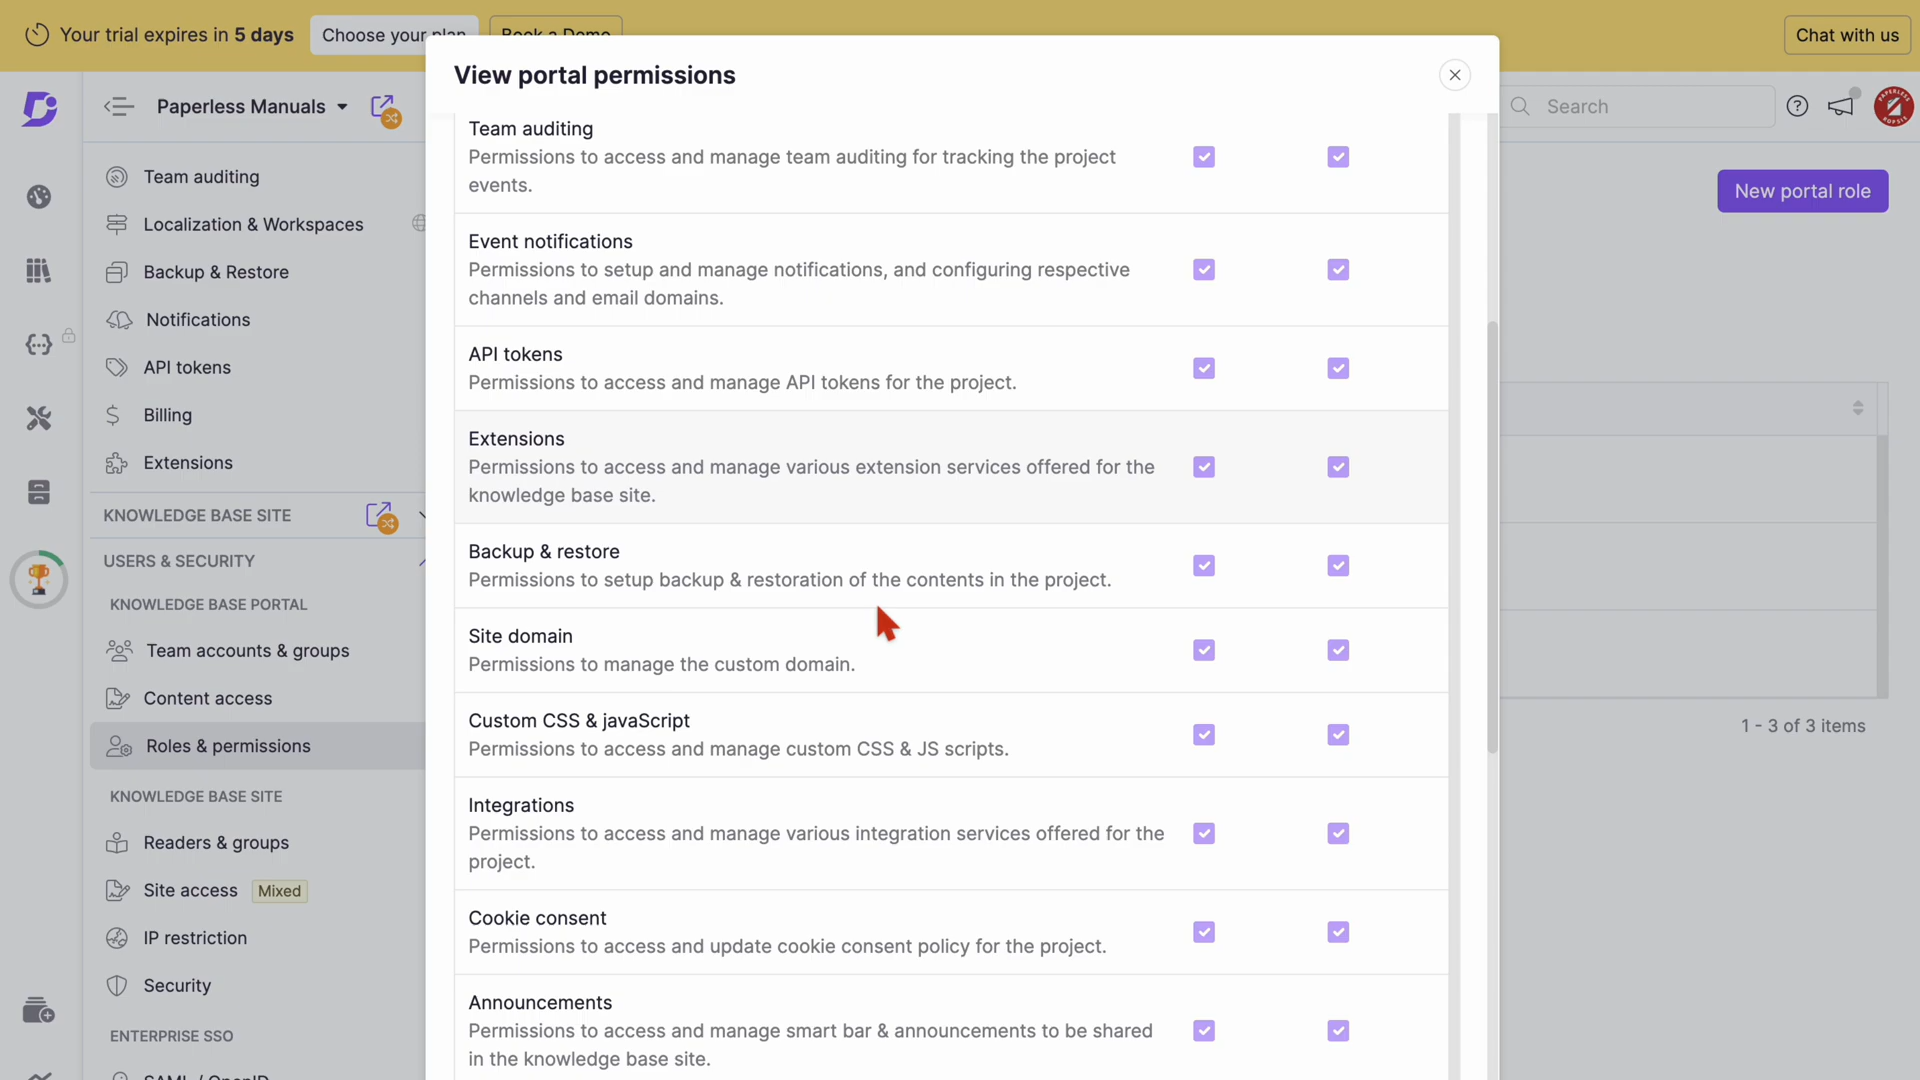 Your trial expires in 5 days
Choose your plan
Book a Demo
Chat with us
Paperless Manuals
Search
New portal role
Team auditing
Localization & Workspaces
Backup & Restore
Notifications
API tokens
Billing
Extensions
KNOWLEDGE BASE SITE
USERS & SECURITY
KNOWLEDGE BASE PORTAL
Team accounts & groups
Content access
Roles & permissions
KNOWLEDGE BASE SITE
Readers & groups
Site access Mixed
IP restriction
Security
ENTERPRISE SSO
SAML / OpenID
View portal permissions
Team auditing
Permissions to access and manage team auditing for tracking the project
events.
Event notifications
Permissions to setup and manage notifications, and configuring respective
channels and email domains.
API tokens
Permissions to access and manage API tokens for the project.
Extensions
Permissions to access and manage various extension services offered for the
knowledge base site.
Backup & restore
Permissions to setup backup & restoration of the contents in the project.
Site domain
Permissions to manage the custom domain.
Custom CSS & javaScript
Permissions to access and manage custom CSS & JS scripts.
Integrations
Permissions to access and manage various integration services offered for the
project.
Cookie consent
Permissions to access and update cookie consent policy for the project.
Announcements
Permissions to access and manage smart bar & announcements to be shared
in the knowledge base site.
1 - 3 of 3 items